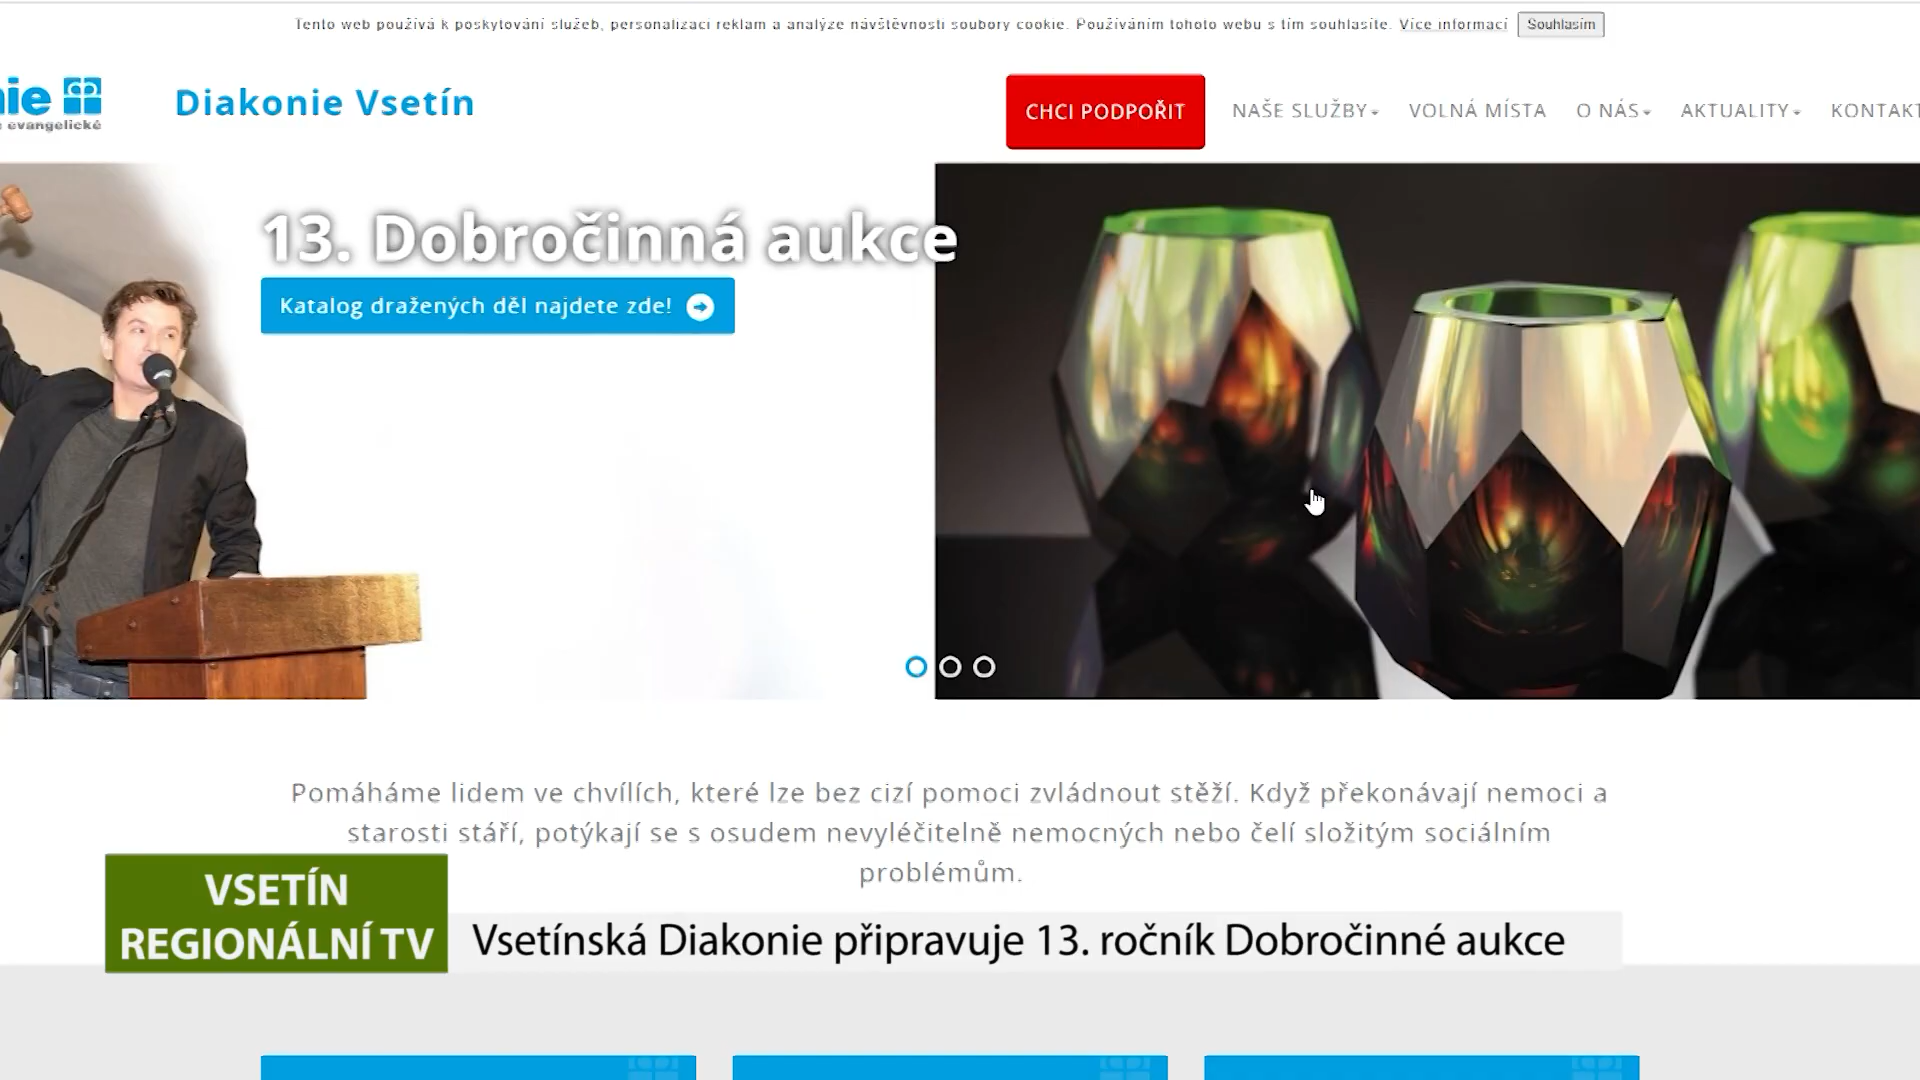 Tento web používá k poskytování služeb, personalizaci reklam a analýze návštěvnosti soubory cookie. Používáním tohoto webu s tím souhlasíte. Více informací Souhlasím
nie
evangelické
Diakonie Vsetín
CHCI PODPOŘIT NAŠE SLUŽBY VOLNÁ MÍSTA O NÁS AKTUALITY KONTAKT
13. Dobročinná aukce
Katalog dražených děl najdete zde!
Pomáháme lidem ve chvílích, které lze bez cizí pomoci zvládnout stěží. Když překonávají nemoci a
starosti stáří, potýkají se s osudem nevyléčitelně nemocných nebo čelí složitým sociálním
problémům.
VSETÍN
REGIONÁLNÍ TV
Vsetínská Diakonie připravuje 13. ročník Dobročinné aukce